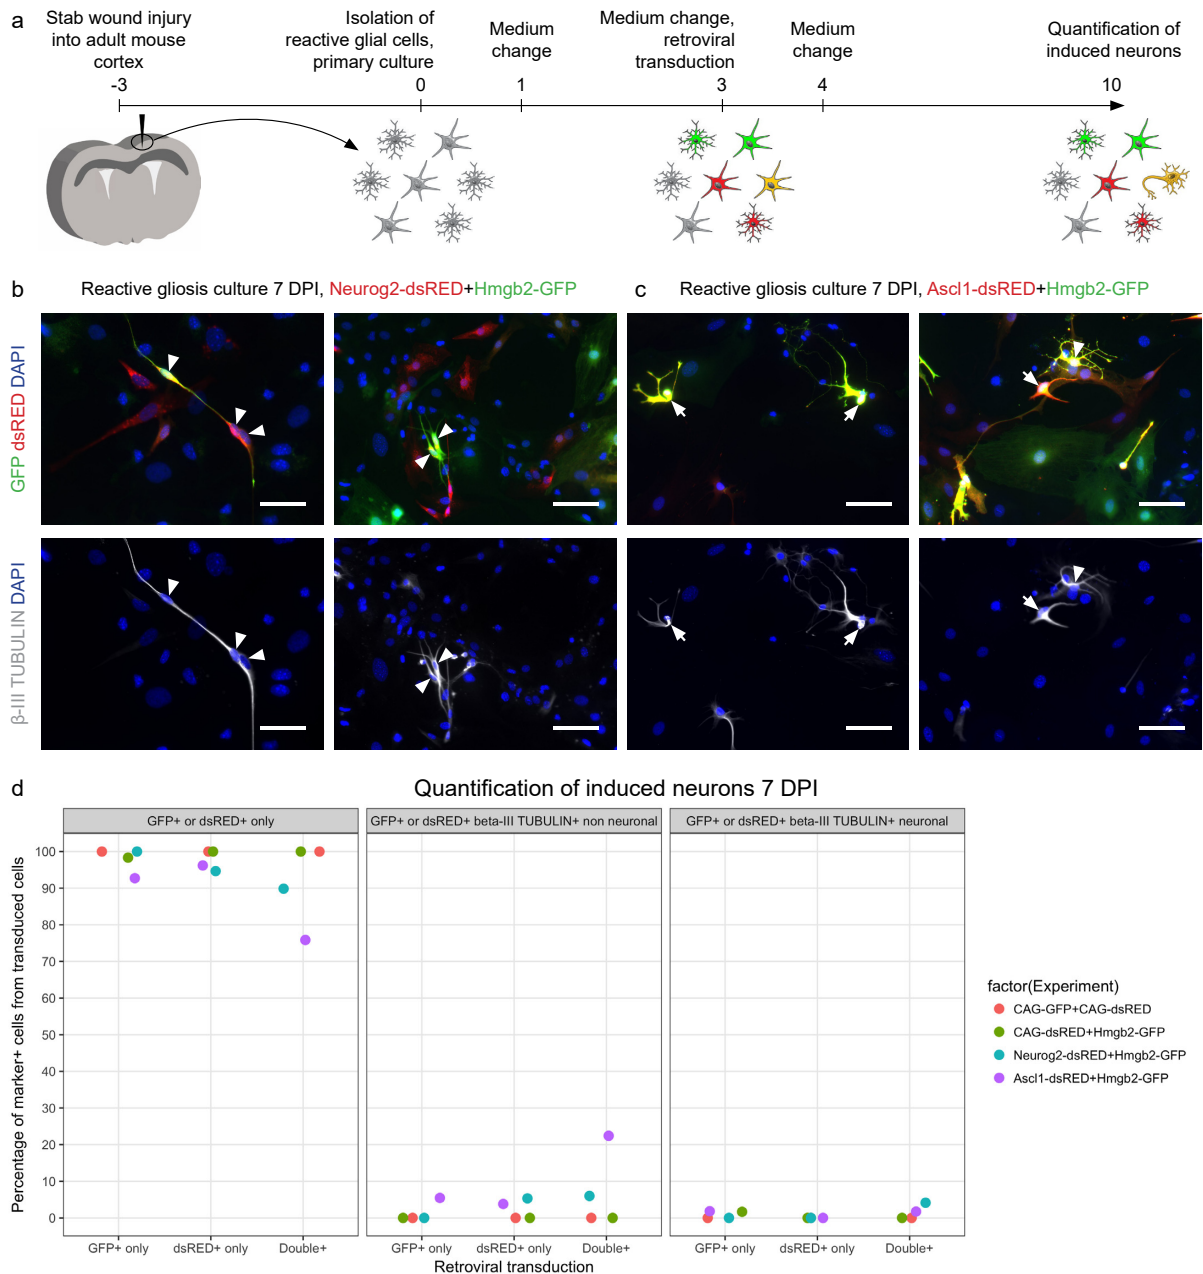 a
Stab wound injury
into adult mouse
cortex
Isolation of
reactive glial cells,
primary culture
Medium
change
Medium change,
retroviral
transduction
Medium
change
Quantification of
induced neurons
-3
0
1
3
4
10
b
Reactive gliosis culture 7 DPI, Neurog2-dsRED+Hmgb2-GFP
c
Reactive gliosis culture 7 DPI, Ascl1-dsRED+Hmgb2-GFP
GFP dsRED DAPI
β-III TUBULIN DAPI
d
Quantification of induced neurons 7 DPI
GFP+ or dsRED+ only
GFP+ or dsRED+ beta-III TUBULIN+ non neuronal
GFP+ or dsRED+ beta-III TUBULIN+ neuronal
Percentage of marker+ cells from transduced cells
100
90
80
70
60
50
40
30
20
10
0
GFP+ only
dsRED+ only
Double+
GFP+ only
dsRED+ only
Double+
GFP+ only
dsRED+ only
Double+
Retroviral transduction
factor(Experiment)
CAG-GFP+CAG-dsRED
CAG-dsRED+Hmgb2-GFP
Neurog2-dsRED+Hmgb2-GFP
Ascl1-dsRED+Hmgb2-GFP